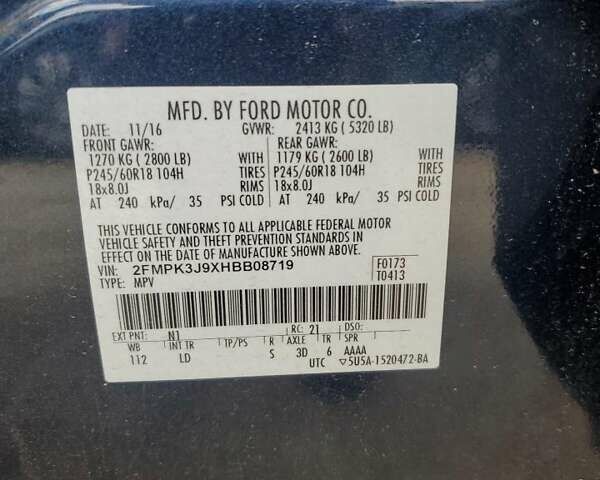 MFD. BY FORD MOTOR CO.
DATE: 11/16 GVWR: 2413 KG ( 5320 LB)
FRONT GAWR: REAR GAWR:
1270 KG ( 2800 LB) 1179 KG ( 2600 LB)
P245/60R18 104H TIRES P245/60R18 104H TIRES
18x8.0J RIMS 18x8.0J RIMS
AT 240 kPa/ 35 PSI COLD AT 240 kPa/ 35 PSI COLD
THIS VEHICLE CONFORMS TO ALL APPLICABLE FEDERAL MOTOR
VEHICLE SAFETY AND THEFT PREVENTION STANDARDS IN
EFFECT ON THE DATE OF MANUFACTURE SHOWN ABOVE.
VIN: 2FMPK3J9XHBB08719 F0173
TYPE: MPV T0413
EXT PNT: N1 RC: 21 DSO:
WB INT TR TP/PS R AXLE TR SPR
112 LD S 3D 6 AAAA
UTC ▽5U5A-1520472-BA